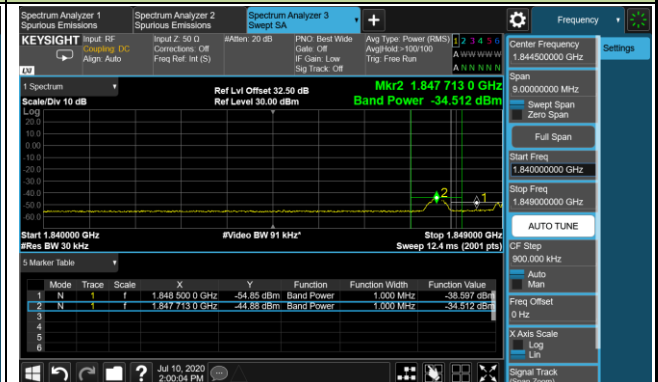 Spectrum Analyzer 1
Spurious Emissions
Spectrum Analyzer 2
Spurious Emissions
Spectrum Analyzer 3
Swept SA
+
Frequency
KEYSIGHT
Input: RF
Coupling: DC
Align: Auto
Input Z: 50 Ω
Corrections: Off
Freq Ref: Int (S)
#Atten: 20 dB
PNO: Best Wide
Gate: Off
IF Gain: Low
Sig Track: Off
Avg Type: Power (RMS)
Avg|Hold:>100/100
Trig: Free Run
1 2 3 4 5 6
A W W W W W
A N N N N N
LXI
1 Spectrum
Scale/Div 10 dB
Ref Lvl Offset 32.50 dB
Ref Level 30.00 dBm
Mkr2 1.847 713 0 GHz
Band Power -34.512 dBm
Log
20.0
10.0
0.00
-10.0
-20.0
-30.0
-40.0
-50.0
-60.0
2
1
Start 1.840000 GHz
#Res BW 30 kHz
#Video BW 91 kHz*
Stop 1.849000 GHz
Sweep 12.4 ms (2001 pts)
5 Marker Table
Mode Trace Scale X Y Function Function Width Function Value
1 N 1 f 1.848 500 0 GHz -54.85 dBm Band Power 1.000 MHz -38.597 dBm
2 N 1 f 1.847 713 0 GHz -44.88 dBm Band Power 1.000 MHz -34.512 dBm
3
4
5
6
?
Jul 10, 2020
2:00:04 PM
Center Frequency
1.844500000 GHz
Span
9.00000000 MHz
Swept Span
Zero Span
Full Span
Start Freq
1.840000000 GHz
Stop Freq
1.849000000 GHz
AUTO TUNE
CF Step
900.000 kHz
Auto
Man
Freq Offset
0 Hz
X Axis Scale
Log
Lin
Signal Track
(Span Zoom)
Settings